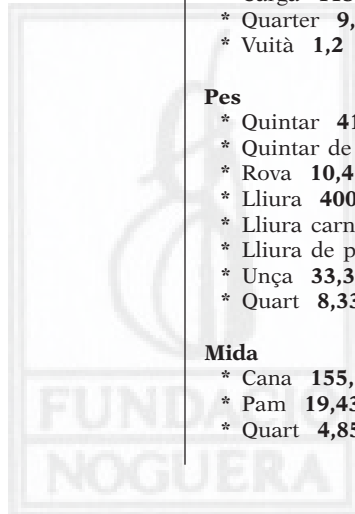 * Quarter 9,
* Vuità 1,2
Pes
* Quintar 41
* Quintar de
* Rova 10,4
* Lliura 400
* Lliura carn
* Lliura de p
* Unça 33,3
* Quart 8,33
Mida
* Cana 155,
* Pam 19,43
* Quart 4,85
FUNDACIÓ
NOGUERA